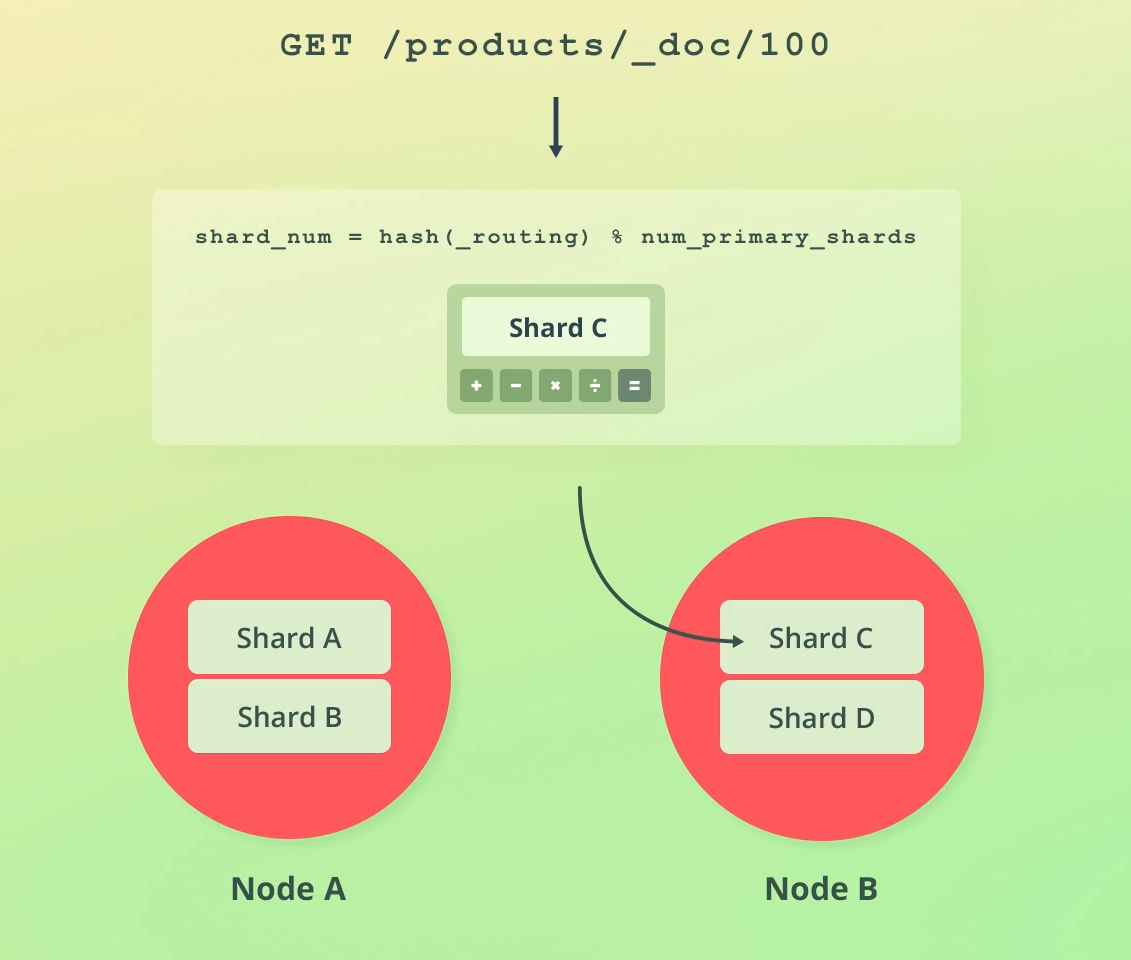 GET /products/_doc/100
shard_num = hash(_routing) % num_primary_shards
Shard C
+ − × ÷ =
Shard A
Shard B
Shard C
Shard D
Node A
Node B